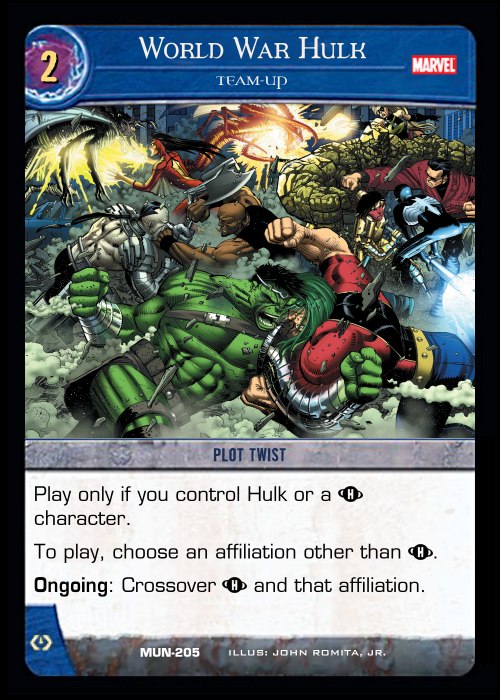 2
World War Hulk
TEAM-UP
MARVEL
PLOT TWIST
Play only if you control Hulk or a H
character.
To play, choose an affiliation other than H.
Ongoing: Crossover H and that affiliation.
MUN-205 ILLUS: JOHN ROMITA, JR.